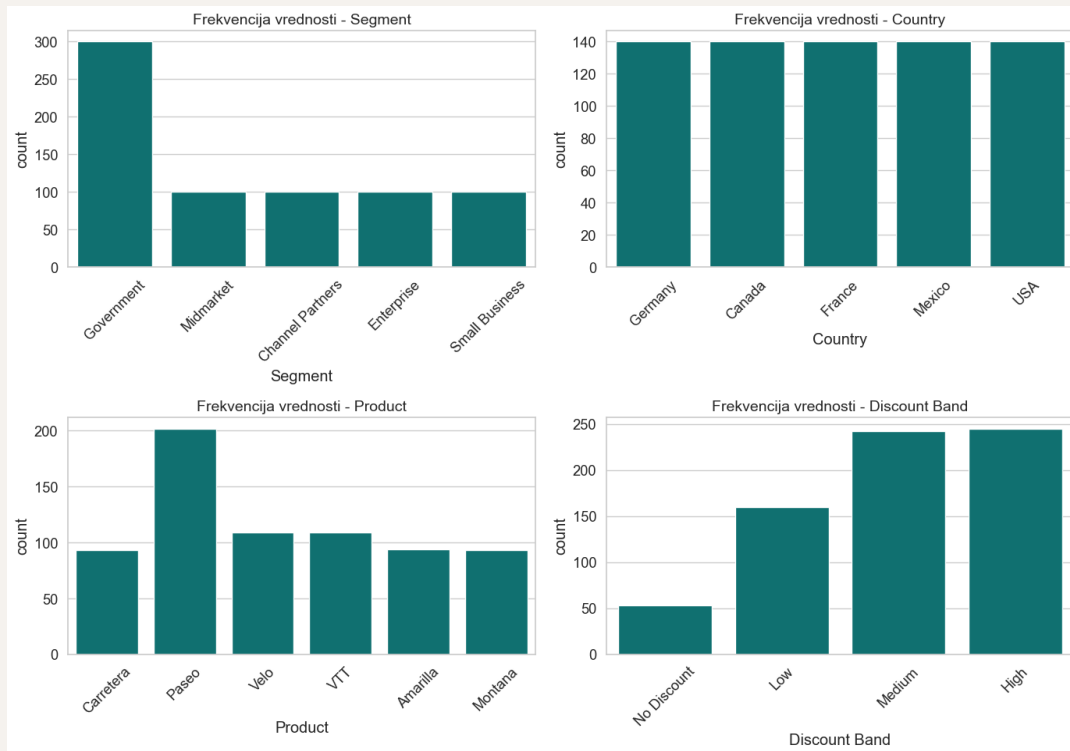 Frekvencija vrednosti - Segment
300
250
200
150
100
50
0
count
Government
Midmarket
Channel Partners
Enterprise
Small Business
Segment
Frekvencija vrednosti - Country
140
120
100
80
60
40
20
0
count
Germany
Canada
France
Mexico
USA
Country
Frekvencija vrednosti - Product
200
150
100
50
0
count
Carretera
Paseo
Velo
VTT
Amarilla
Montana
Product
Frekvencija vrednosti - Discount Band
250
200
150
100
50
0
count
No Discount
Low
Medium
High
Discount Band